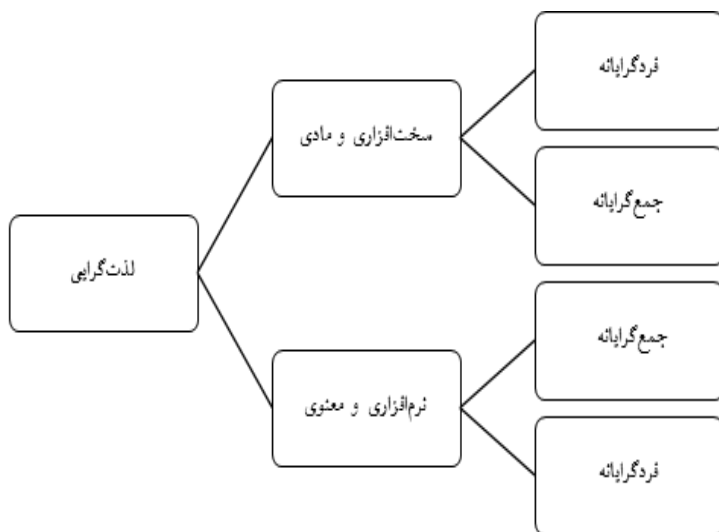 لذت‌گرایی
سخت‌افزاری و مادی
فردگرایانه
جمع‌گرایانه
نرم‌افزاری و معنوی
جمع‌گرایانه
فردگرایانه